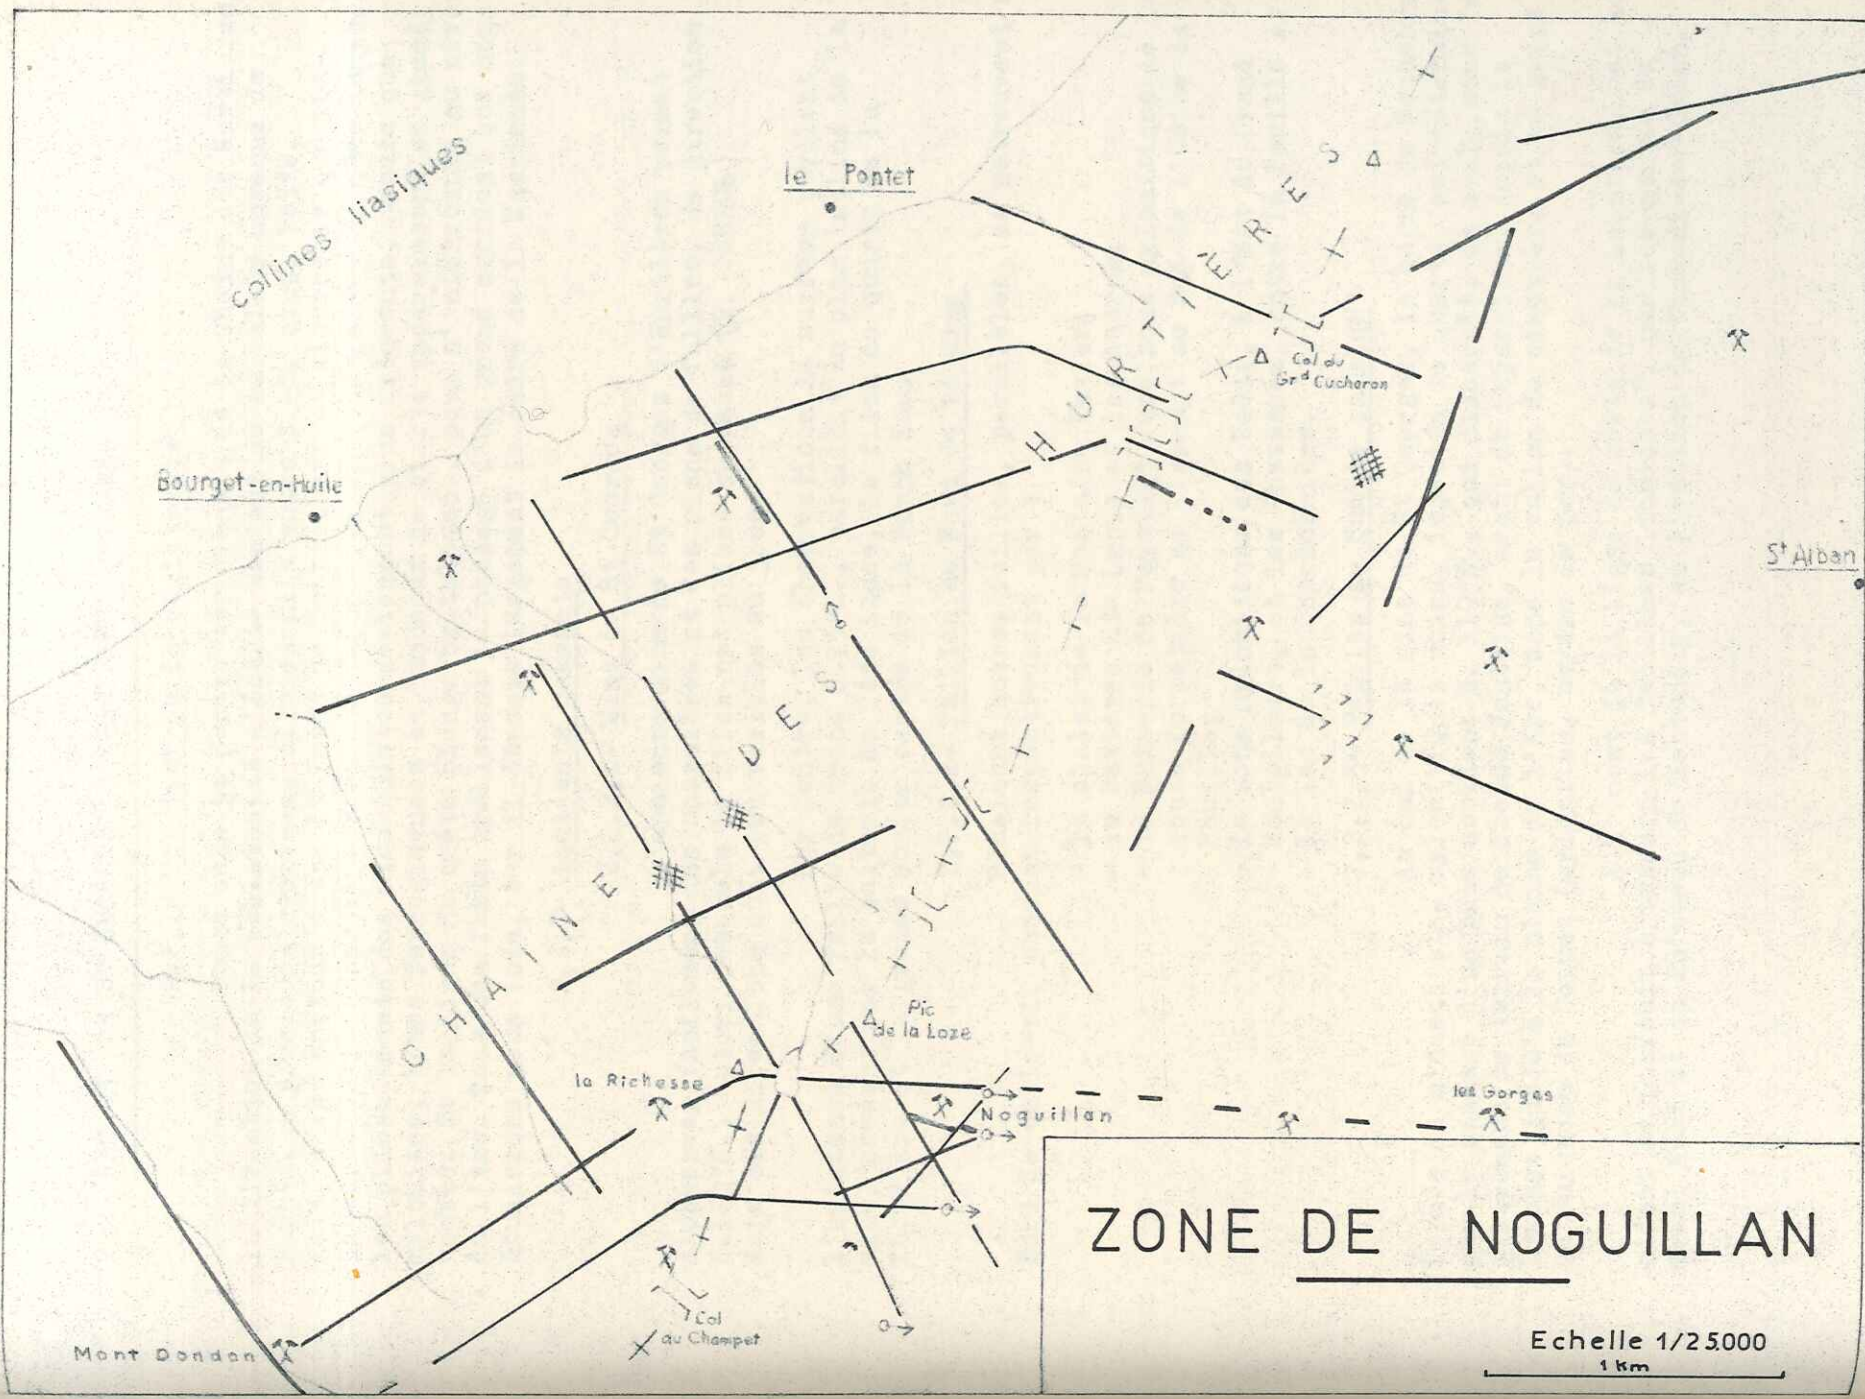 collines liasiques
le Pontet
Col du
Grd Cucheron
Bourget-en-Huile
St Alban
CHAINE DES HURTIÈRES
Pic
de la Loze
la Richesse
Noguillan
les Gorges
Col
au Champet
Mont Dondon
ZONE DE NOGUILLAN
Echelle 1/25.000
1 km